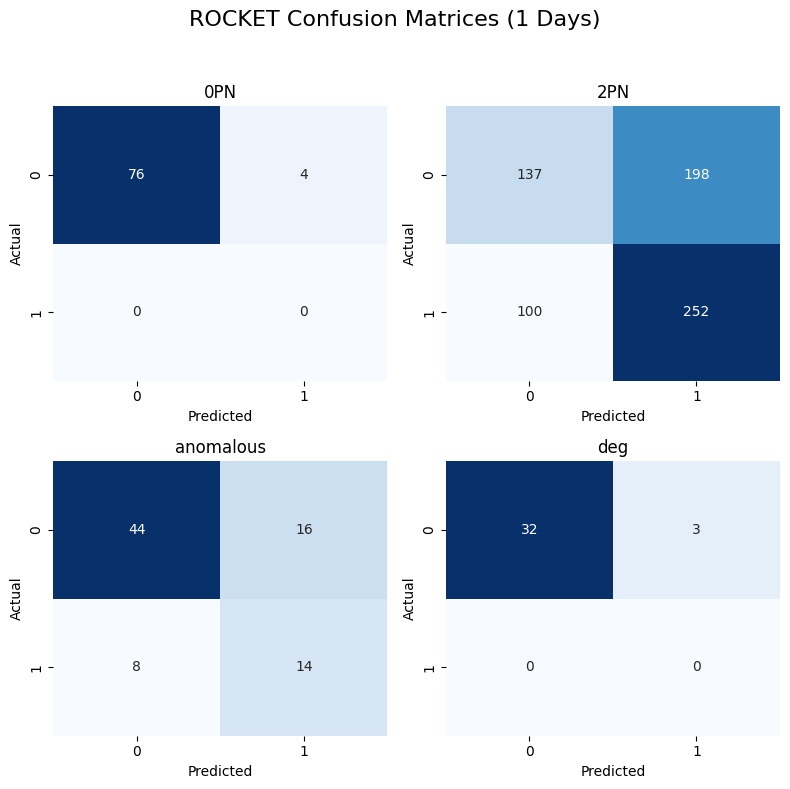 ROCKET Confusion Matrices (1 Days)
0PN
0
76
4
Actual
1
0
0
0
1
Predicted
2PN
0
137
198
Actual
1
100
252
0
1
Predicted
anomalous
0
44
16
Actual
1
8
14
0
1
Predicted
deg
0
32
3
Actual
1
0
0
0
1
Predicted